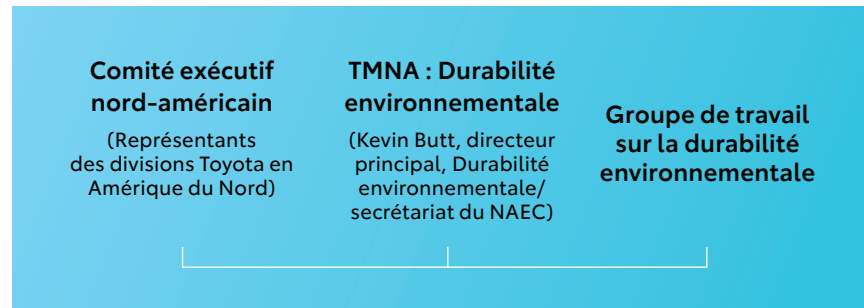 Comité exécutif
nord-américain
(Représentants
des divisions Toyota en
Amérique du Nord)
TMNA : Durabilité
environnementale
(Kevin Butt, directeur
principal, Durabilité
environnementale/
secrétariat du NAEC)
Groupe de travail
sur la durabilité
environnementale